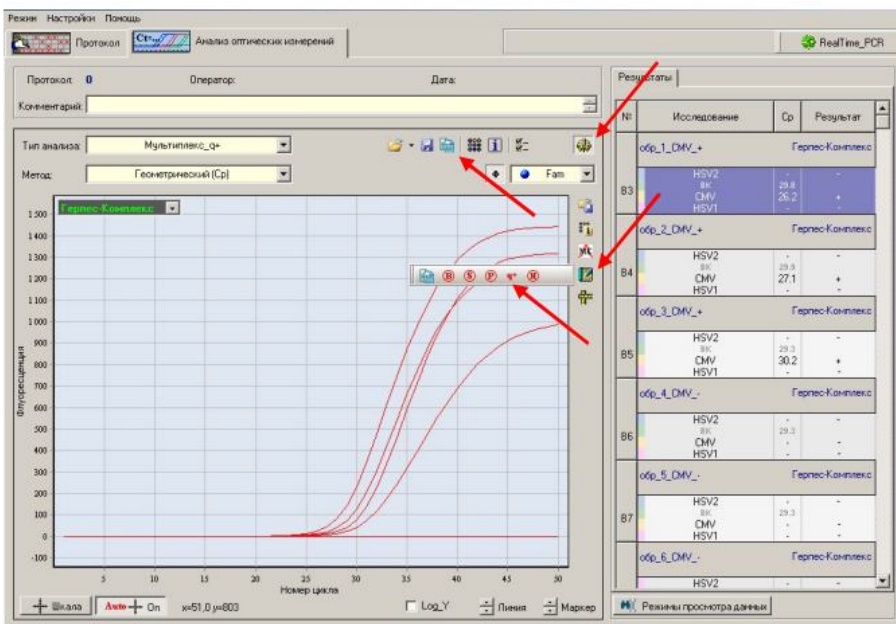 Режим Настройки Помощь
Протокол Анализ оптических измерений RealTime_PCR
Протокол: 0 Оператор: Дата:
Комментарий:
Тип анализа: Мультиплекс_q+
Метод: Геометрический (Cp) Fam
Герпес-Комплекс
1 500
1 400
1 300
1 200
1 100
1 000
900
800
700
600
500
400
300
200
100
0
-100
Флуоресценция
5 10 15 20 25 30 35 40 45 50
Номер цикла
Шкала Auto On x=51,0 y=803 Log_Y Линия Маркер
Результаты
№ Исследование Cp Результат
обр_1_CMV_+ Герпес-Комплекс
B3
HSV2 - -
ВК 29.8
CMV 26.2 +
HSV1 - -
обр_2_CMV_+ Герпес-Комплекс
B4
HSV2 - -
ВК 29.9
CMV 27.1 +
HSV1 - -
обр_3_CMV_+ Герпес-Комплекс
B5
HSV2 - -
ВК 29.3
CMV 30.2 +
HSV1 - -
обр_4_CMV_- Герпес-Комплекс
B6
HSV2 - -
ВК 29.3
CMV - -
HSV1 - -
обр_5_CMV_- Герпес-Комплекс
B7
HSV2 - -
ВК 29.3
CMV - -
HSV1 - -
обр_6_CMV_- Герпес-Комплекс
HSV2 - -
Режимы просмотра данных